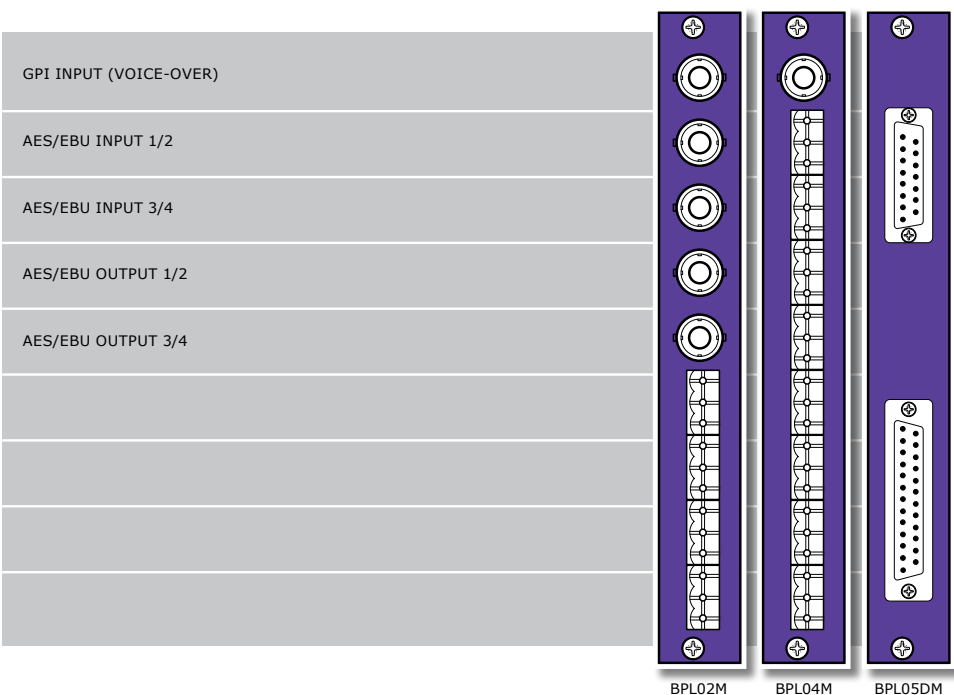 GPI INPUT (VOICE-OVER)
AES/EBU INPUT 1/2
AES/EBU INPUT 3/4
AES/EBU OUTPUT 1/2
AES/EBU OUTPUT 3/4
BPL02M
BPL04M
BPL05DM